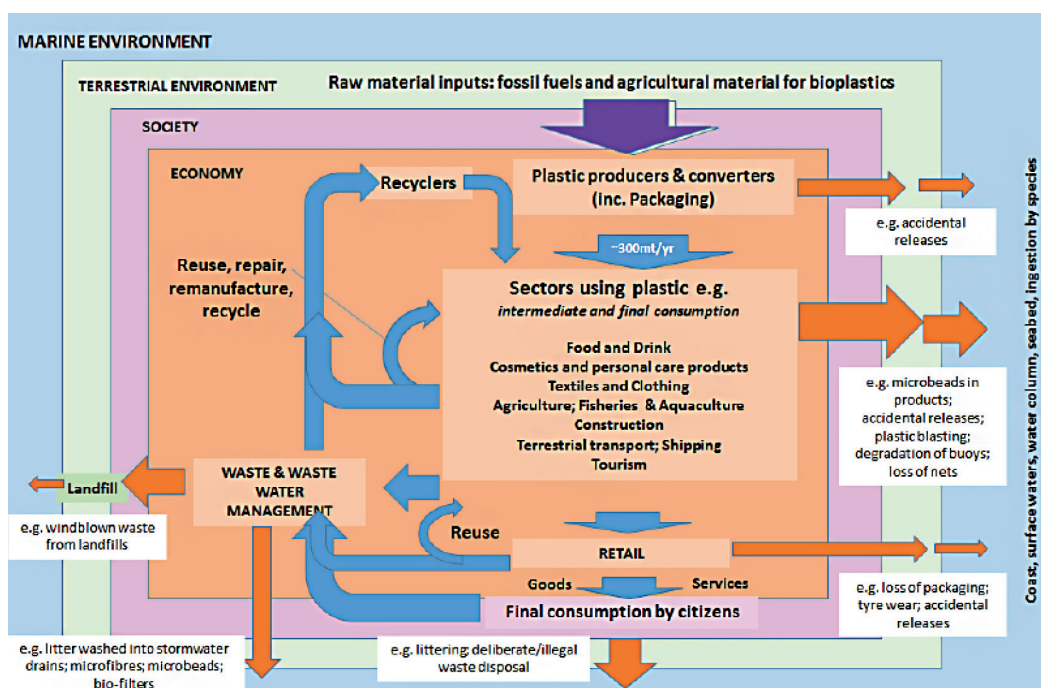 MARINE ENVIRONMENT
TERRESTRIAL ENVIRONMENT
Raw material inputs: fossil fuels and agricultural material for bioplastics
SOCIETY
ECONOMY
Recyclers
Plastic producers & converters
(inc. Packaging)
e.g. accidental
releases
~300mt/yr
Reuse, repair,
remanufacture,
recycle
Sectors using plastic e.g.
intermediate and final consumption
Food and Drink
Cosmetics and personal care products
Textiles and Clothing
Agriculture; Fisheries & Aquaculture
Construction
Terrestrial transport; Shipping
Tourism
e.g. microbeads in
products;
accidental releases;
plastic blasting;
degradation of buoys;
loss of nets
Coast, surface waters, water column, seabed, ingestion by species
WASTE & WASTE
WATER
MANAGEMENT
Landfill
e.g. windblown waste
from landfills
Reuse
RETAIL
Goods
Services
Final consumption by citizens
e.g. loss of packaging;
tyre wear; accidental
releases
e.g. litter washed into stormwater
drains; microfibres; microbeads;
bio-filters
e.g. littering; deliberate/illegal
waste disposal